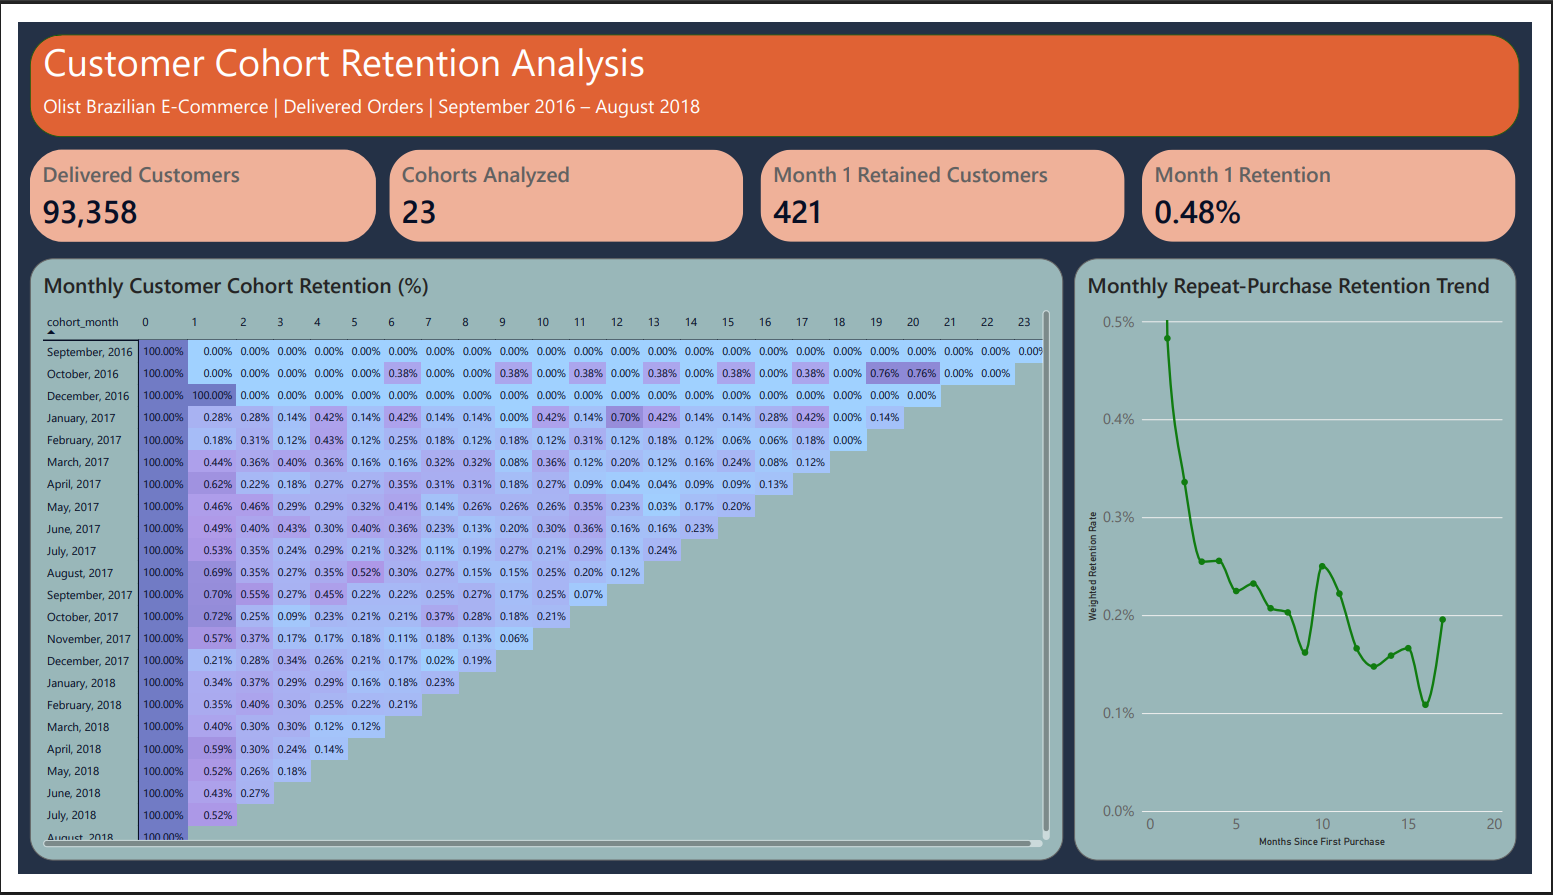 Customer Cohort Retention Analysis
Olist Brazilian E-Commerce | Delivered Orders | September 2016 – August 2018
Delivered Customers
93,358
Cohorts Analyzed
23
Month 1 Retained Customers
421
Month 1 Retention
0.48%
Monthly Customer Cohort Retention (%)
cohort_month 0 1 2 3 4 5 6 7 8 9 10 11 12 13 14 15 16 17 18 19 20 21 22 23
September, 2016 100.00% 0.00% 0.00% 0.00% 0.00% 0.00% 0.00% 0.00% 0.00% 0.00% 0.00% 0.00% 0.00% 0.00% 0.00% 0.00% 0.00% 0.00% 0.00% 0.00% 0.00% 0.00% 0.00% 0.00%
October, 2016 100.00% 0.00% 0.00% 0.00% 0.00% 0.00% 0.38% 0.00% 0.00% 0.38% 0.00% 0.38% 0.00% 0.38% 0.00% 0.38% 0.00% 0.38% 0.00% 0.76% 0.76% 0.00% 0.00%
December, 2016 100.00% 100.00% 0.00% 0.00% 0.00% 0.00% 0.00% 0.00% 0.00% 0.00% 0.00% 0.00% 0.00% 0.00% 0.00% 0.00% 0.00% 0.00% 0.00% 0.00% 0.00%
January, 2017 100.00% 0.28% 0.28% 0.14% 0.42% 0.14% 0.42% 0.14% 0.14% 0.00% 0.42% 0.14% 0.70% 0.42% 0.14% 0.14% 0.28% 0.42% 0.00% 0.14%
February, 2017 100.00% 0.18% 0.31% 0.12% 0.43% 0.12% 0.25% 0.18% 0.12% 0.18% 0.12% 0.31% 0.12% 0.18% 0.12% 0.06% 0.06% 0.18% 0.00%
March, 2017 100.00% 0.44% 0.36% 0.40% 0.36% 0.16% 0.16% 0.32% 0.32% 0.08% 0.36% 0.12% 0.20% 0.12% 0.16% 0.24% 0.08% 0.12%
April, 2017 100.00% 0.62% 0.22% 0.18% 0.27% 0.27% 0.35% 0.31% 0.31% 0.18% 0.27% 0.09% 0.04% 0.04% 0.09% 0.09% 0.13%
May, 2017 100.00% 0.46% 0.46% 0.29% 0.29% 0.32% 0.41% 0.14% 0.26% 0.26% 0.26% 0.35% 0.23% 0.03% 0.17% 0.20%
June, 2017 100.00% 0.49% 0.40% 0.43% 0.30% 0.40% 0.36% 0.23% 0.13% 0.20% 0.30% 0.36% 0.16% 0.16% 0.23%
July, 2017 100.00% 0.53% 0.35% 0.24% 0.29% 0.21% 0.32% 0.11% 0.19% 0.27% 0.21% 0.29% 0.13% 0.24%
August, 2017 100.00% 0.69% 0.35% 0.27% 0.35% 0.52% 0.30% 0.27% 0.15% 0.15% 0.25% 0.20% 0.12%
September, 2017 100.00% 0.70% 0.55% 0.27% 0.45% 0.22% 0.22% 0.25% 0.27% 0.17% 0.25% 0.07%
October, 2017 100.00% 0.72% 0.25% 0.09% 0.23% 0.21% 0.21% 0.37% 0.28% 0.18% 0.21%
November, 2017 100.00% 0.57% 0.37% 0.17% 0.17% 0.18% 0.11% 0.18% 0.13% 0.06%
December, 2017 100.00% 0.21% 0.28% 0.34% 0.26% 0.21% 0.17% 0.02% 0.19%
January, 2018 100.00% 0.34% 0.37% 0.29% 0.29% 0.16% 0.18% 0.23%
February, 2018 100.00% 0.35% 0.40% 0.30% 0.25% 0.22% 0.21%
March, 2018 100.00% 0.40% 0.30% 0.30% 0.12% 0.12%
April, 2018 100.00% 0.59% 0.30% 0.24% 0.14%
May, 2018 100.00% 0.52% 0.26% 0.18%
June, 2018 100.00% 0.43% 0.27%
July, 2018 100.00% 0.52%
August, 2018 100.00%
Monthly Repeat-Purchase Retention Trend
Weighted Retention Rate
0.5%
0.4%
0.3%
0.2%
0.1%
0.0%
0 5 10 15 20
Months Since First Purchase